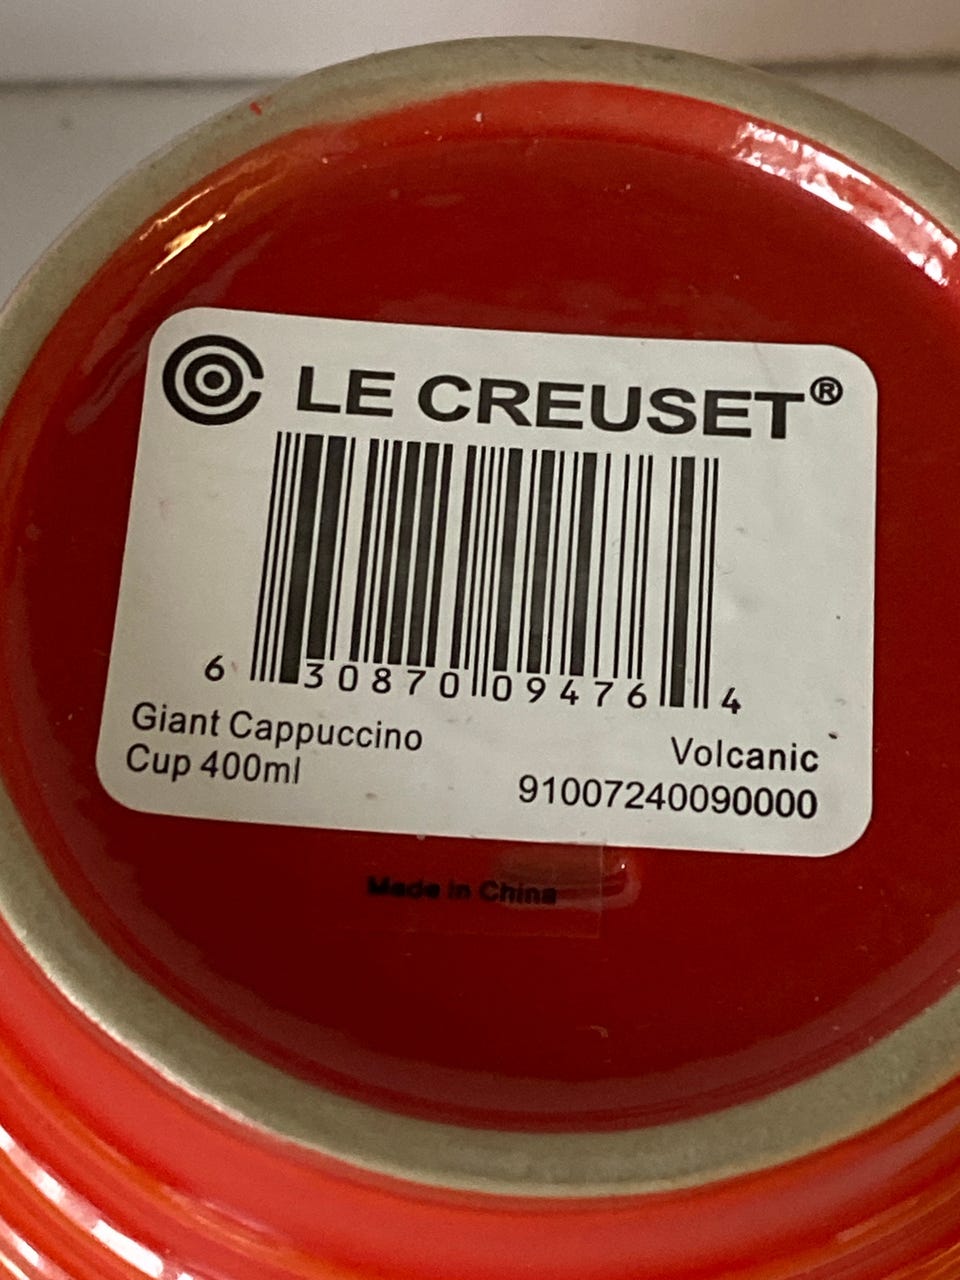 LE CREUSET®
6 30870 09476 4
Giant Cappuccino
Cup 400ml
Volcanic
91007240090000
Made in China